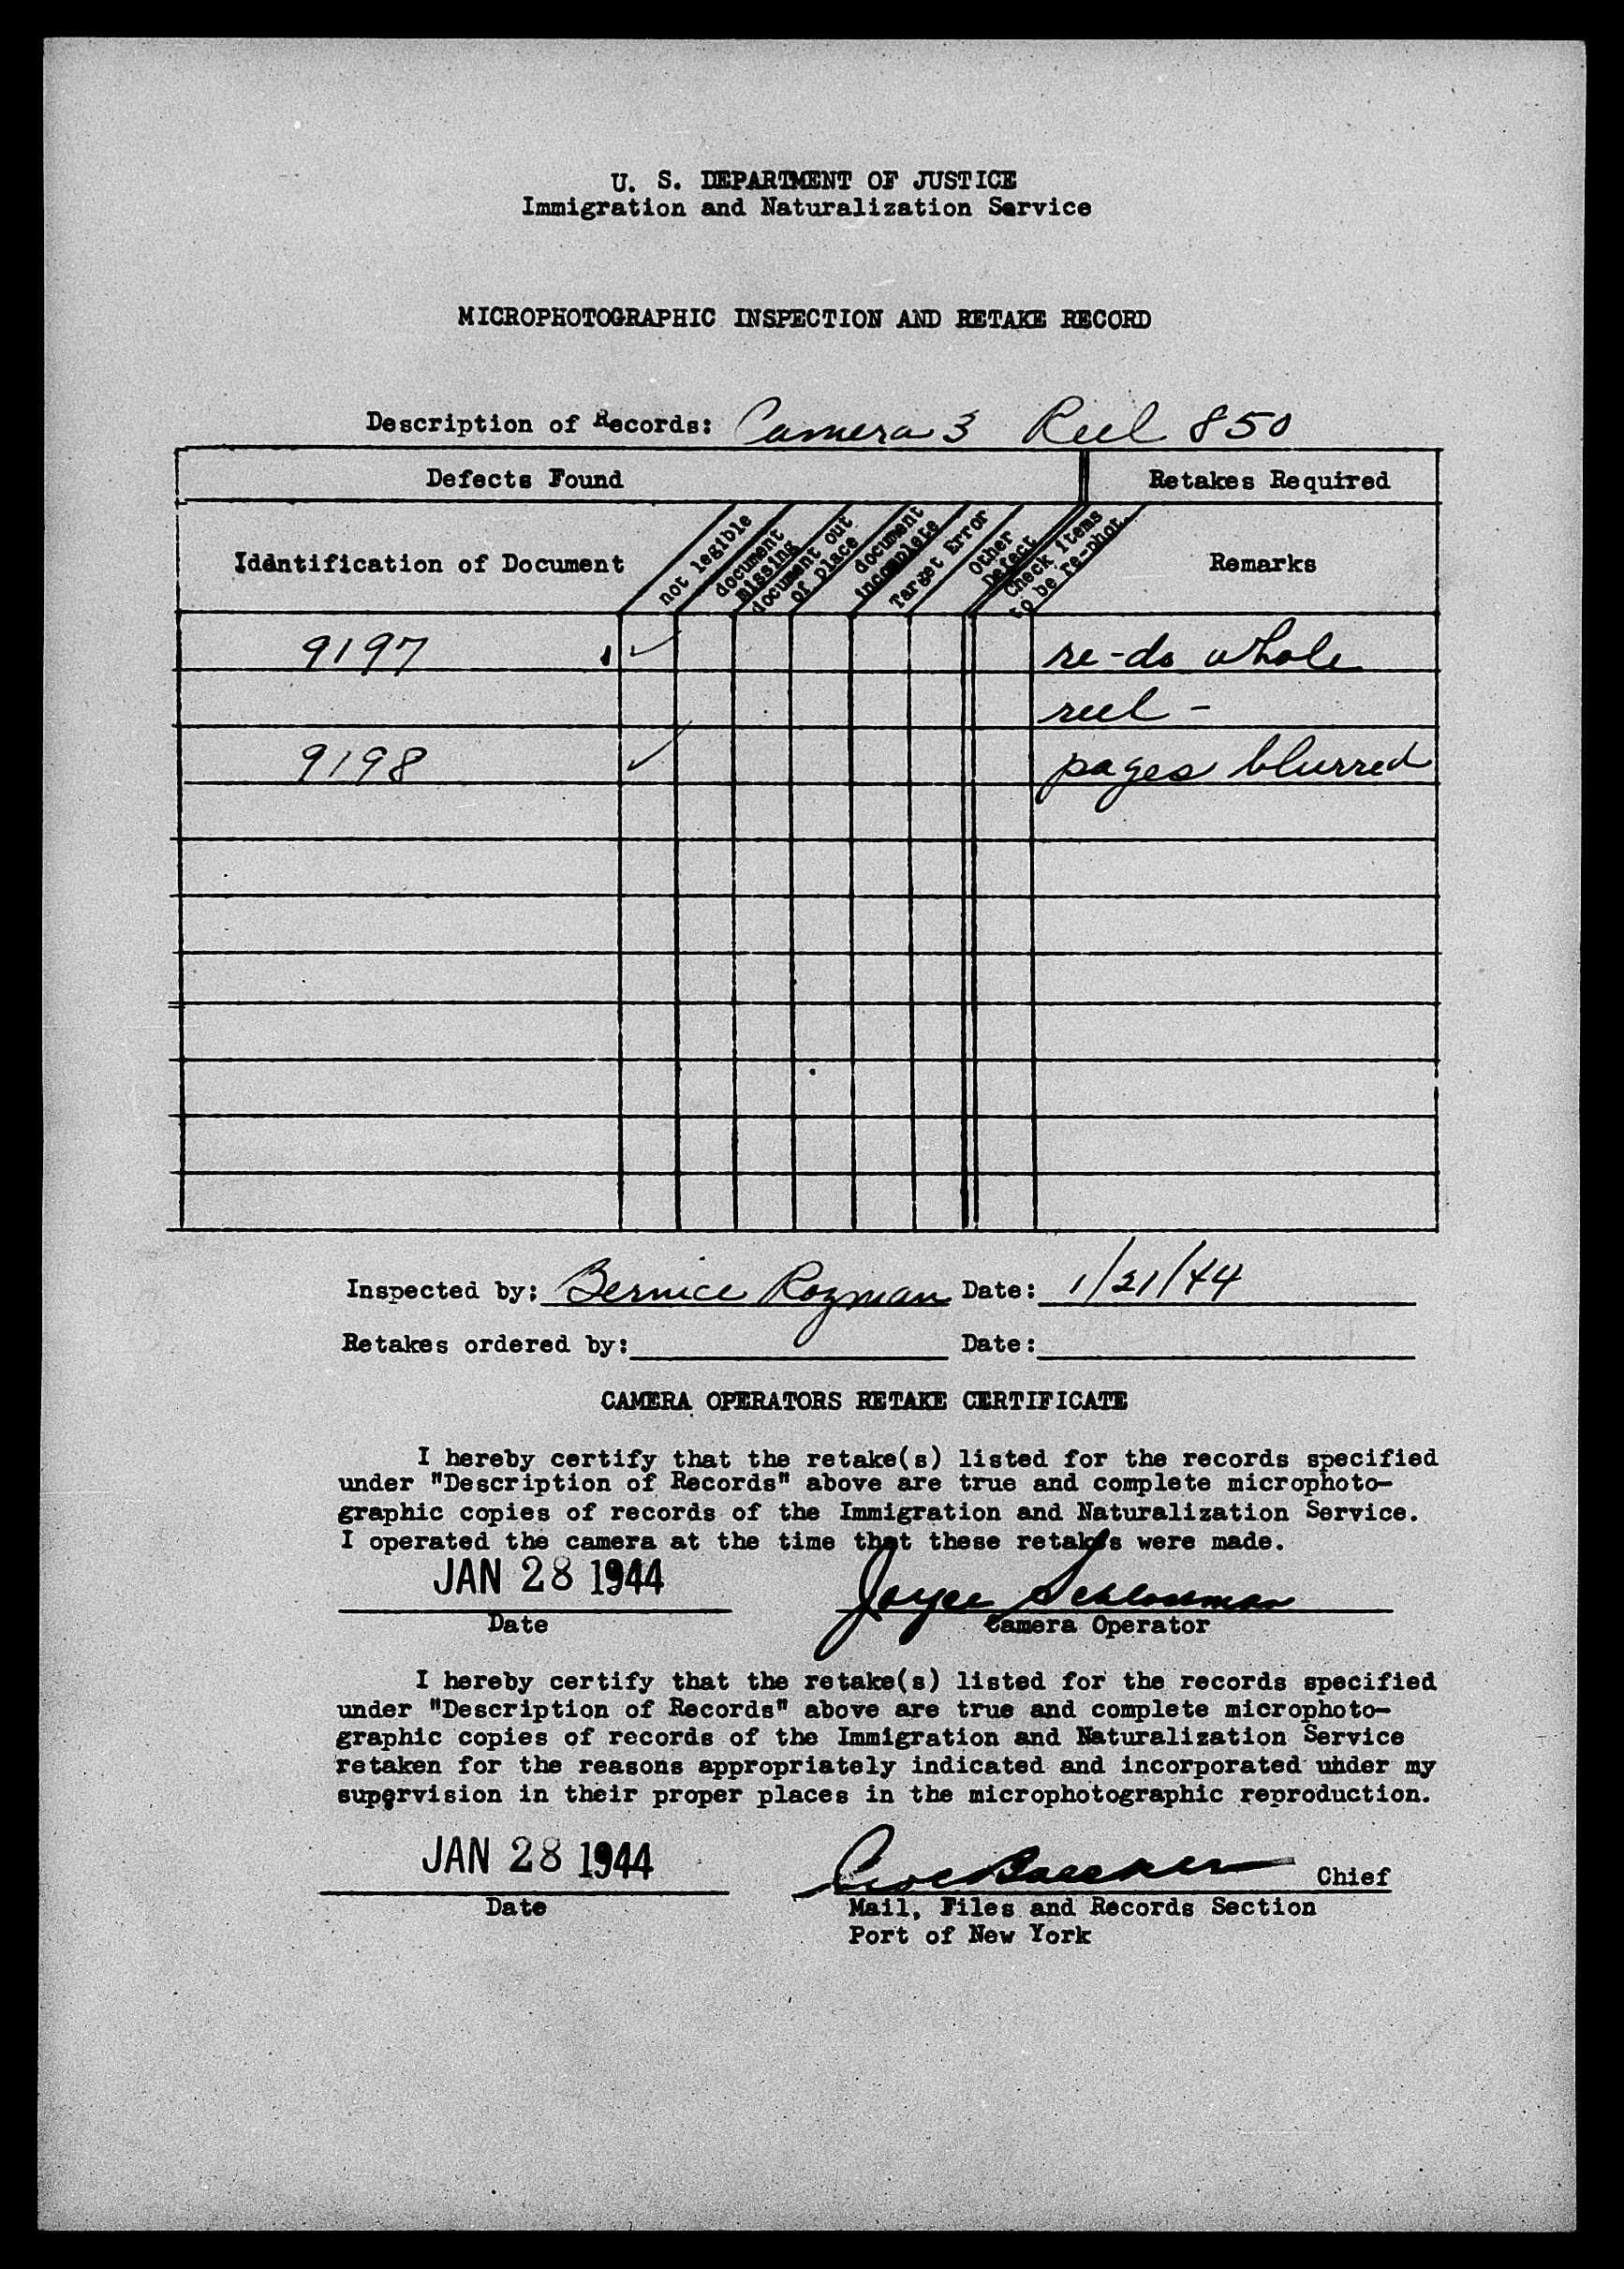 U. S. DEPARTMENT OF JUSTICE
Immigration and Naturalization Service
MICROPHOTOGRAPHIC INSPECTION AND RETAKE RECORD
Description of Records: Camera 3 Reel 850
Defects Found
Retakes Required
Identification of Document
not legible
document missing
document out of place
document incomplete
Target Error
Other Defect
Check items to be re-phot.
Remarks
9197 ✓ re-do whole
reel -
9198 ✓ pages blurred
Inspected by: Bernice Rozman Date: 1/21/44
Retakes ordered by: Date:
CAMERA OPERATORS RETAKE CERTIFICATE
I hereby certify that the retake(s) listed for the records specified
under "Description of Records" above are true and complete microphoto-
graphic copies of records of the Immigration and Naturalization Service.
I operated the camera at the time that these retakes were made.
JAN 28 1944 Joyce Schlossman
Date Camera Operator
I hereby certify that the retake(s) listed for the records specified
under "Description of Records" above are true and complete microphoto-
graphic copies of records of the Immigration and Naturalization Service
retaken for the reasons appropriately indicated and incorporated under my
supervision in their proper places in the microphotographic reproduction.
JAN 28 1944 Chief
Date Mail, Files and Records Section
Port of New York